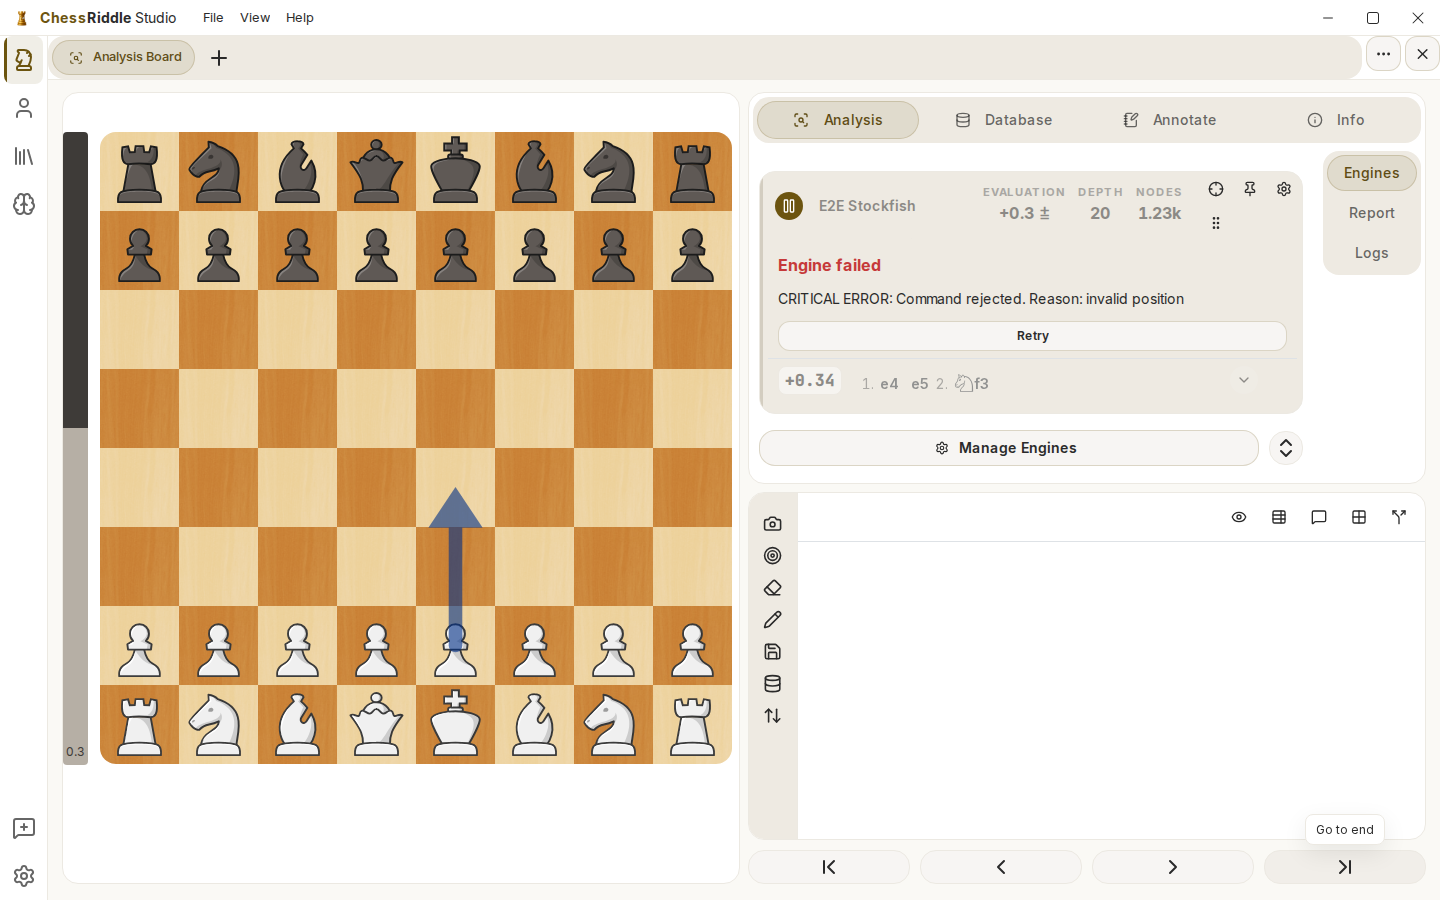 ChessRiddle Studio File View Help
Analysis Board
Analysis Database Annotate Info
Engines
Report
Logs
E2E Stockfish
EVALUATION DEPTH NODES
+0.3 ± 20 1.23k
Engine failed
CRITICAL ERROR: Command rejected. Reason: invalid position
Retry
+0.34 1. e4 e5 2. ♘f3
Manage Engines
0.3
Go to end